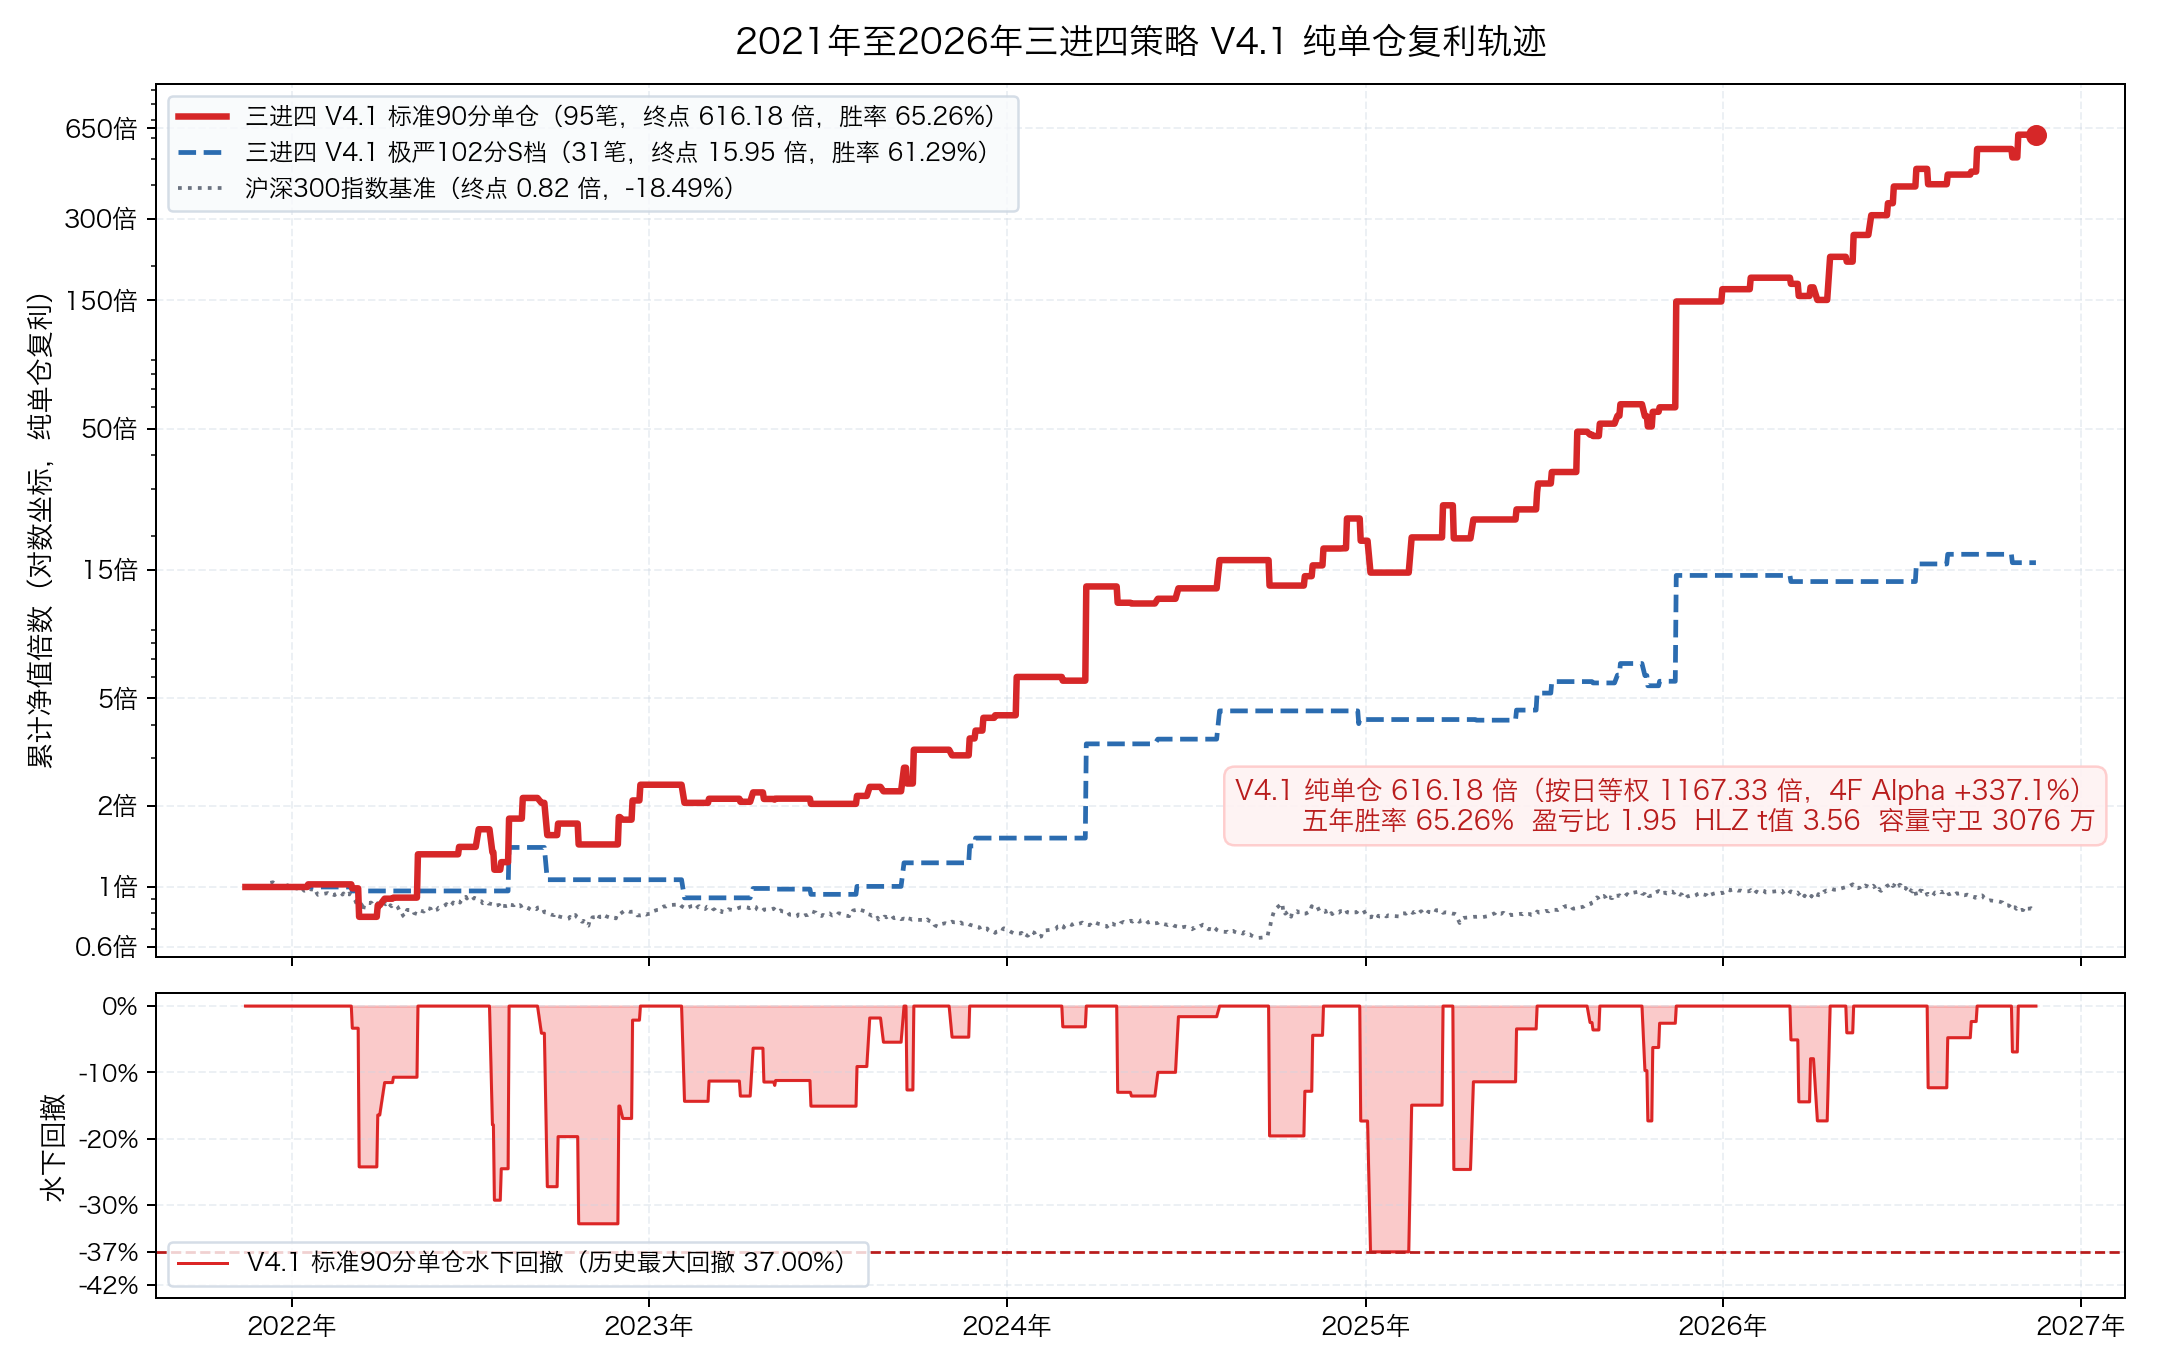 2021年至2026年三进四策略 V4.1 纯单仓复利轨迹
三进四 V4.1 标准90分单仓（95笔，终点 616.18 倍，胜率 65.26%）
三进四 V4.1 极严102分S档（31笔，终点 15.95 倍，胜率 61.29%）
沪深300指数基准（终点 0.82 倍，-18.49%）
累计净值倍数（对数坐标，纯单仓复利）
650倍
300倍
150倍
50倍
15倍
5倍
2倍
1倍
0.6倍
V4.1 纯单仓 616.18 倍（按日等权 1167.33 倍，4F Alpha +337.1%）
五年胜率 65.26% 盈亏比 1.95 HLZ t值 3.56 容量守卫 3076 万
水下回撤
0%
-10%
-20%
-30%
-37%
-42%
V4.1 标准90分单仓水下回撤（历史最大回撤 37.00%）
2022年
2023年
2024年
2025年
2026年
2027年